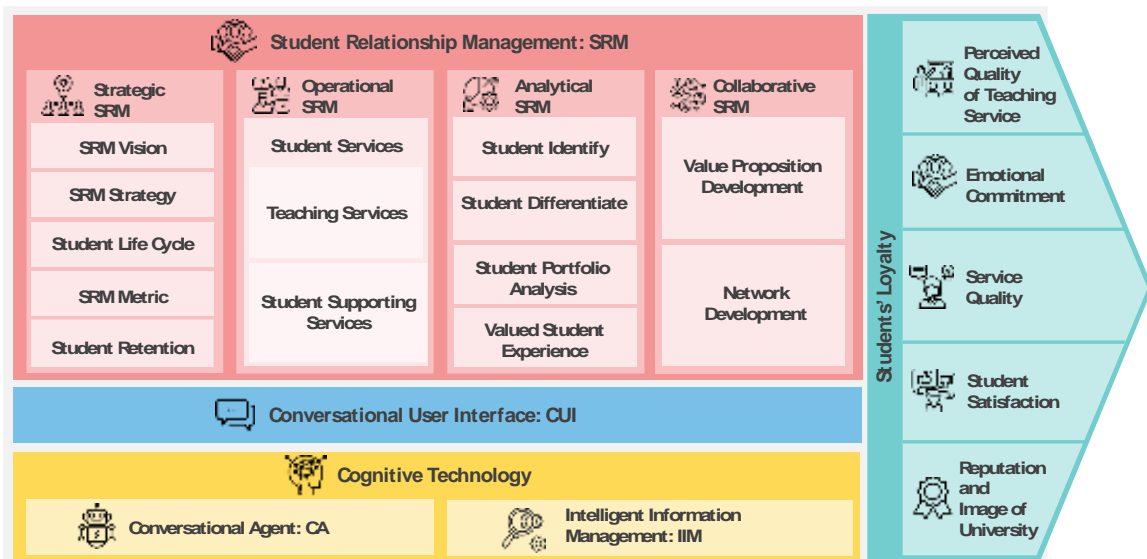 Student Relationship Management: SRM
Strategic
SRM
SRM Vision
SRM Strategy
Student Life Cycle
SRM Metric
Student Retention
Operational
SRM
Student Services
Teaching Services
Student Supporting
Services
Analytical
SRM
Student Identify
Student Differentiate
Student Portfolio
Analysis
Valued Student
Experience
Collaborative
SRM
Value Proposition
Development
Network
Development
Conversational User Interface: CUI
Cognitive Technology
Conversational Agent: CA
Intelligent Information
Management: IIM
Students' Loyalty
Perceived
Quality
of Teaching
Service
Emotional
Commitment
Service
Quality
Student
Satisfaction
Reputation
and
Image of
University